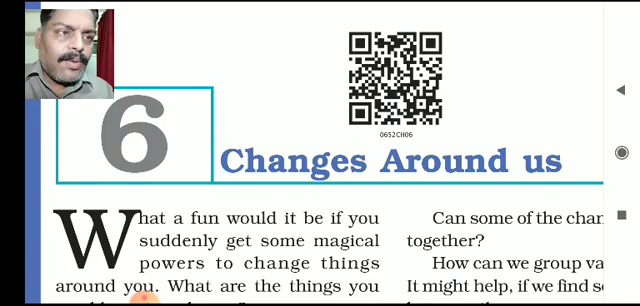 0652CH06
6
Changes Around us
What a fun would it be if you
suddenly get some magical
powers to change things
around you. What are the things you
Can some of the chan
together?
How can we group va
It might help, if we find s